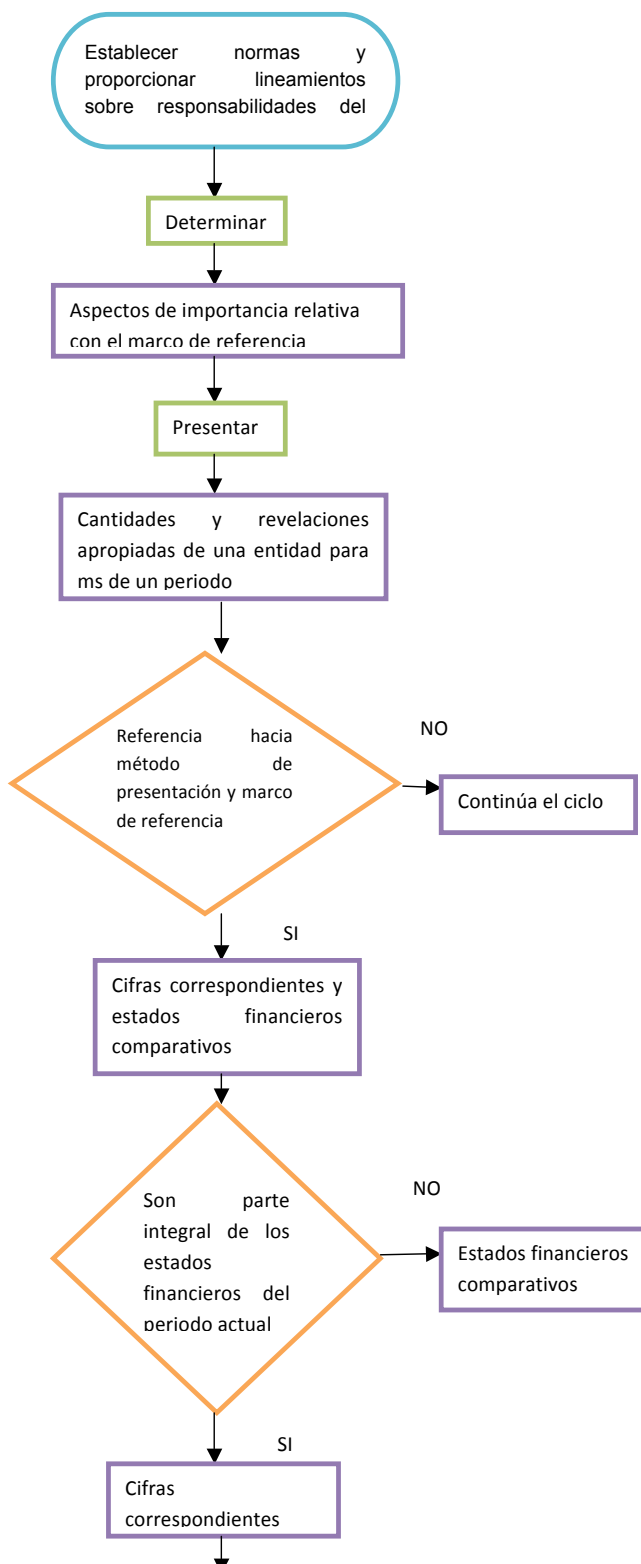 Establecer normas y
proporcionar lineamientos
sobre responsabilidades del
Determinar
Aspectos de importancia relativa
con el marco de referencia
Presentar
Cantidades y revelaciones
apropiadas de una entidad para
ms de un periodo
Referencia hacia
método de
presentación y marco
de referencia
NO
Continúa el ciclo
SI
Cifras correspondientes y
estados financieros
comparativos
Son parte
integral de los
estados
financieros del
periodo actual
NO
Estados financieros
comparativos
SI
Cifras
correspondientes